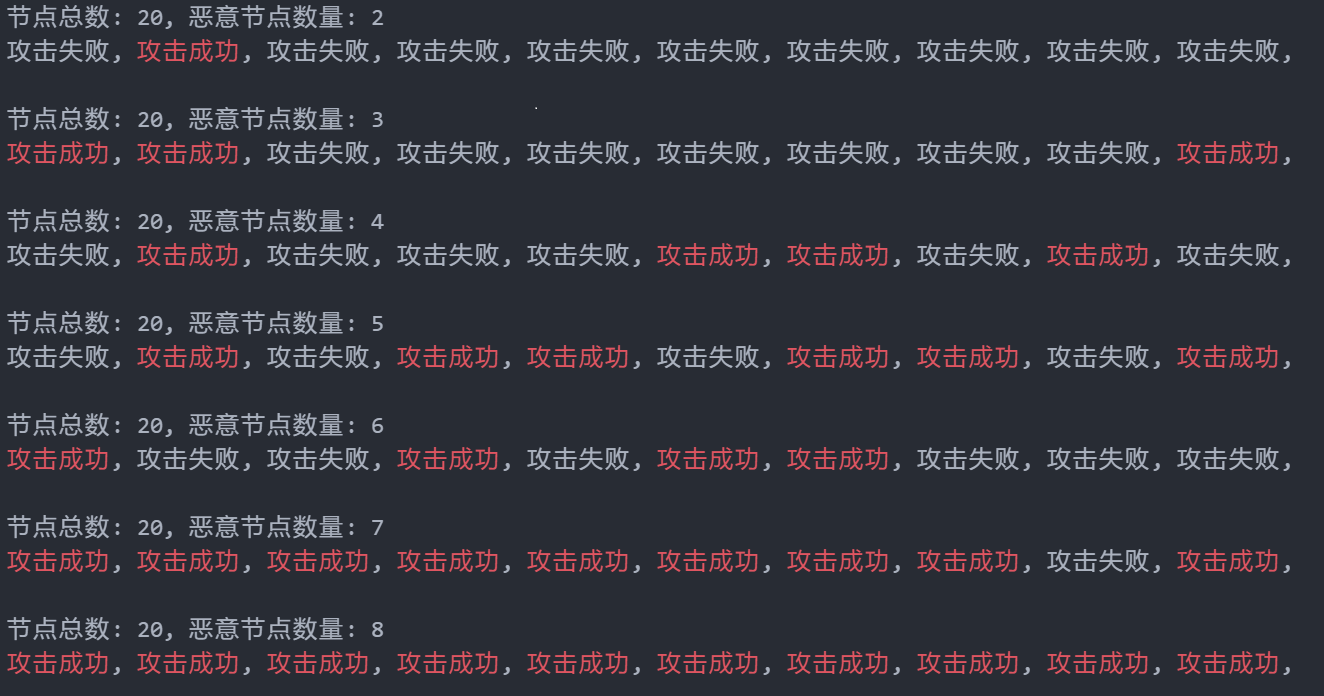 节点总数: 20, 恶意节点数量: 2
攻击失败, 攻击成功, 攻击失败, 攻击失败, 攻击失败, 攻击失败, 攻击失败, 攻击失败, 攻击失败, 攻击失败,
节点总数: 20, 恶意节点数量: 3
攻击成功, 攻击成功, 攻击失败, 攻击失败, 攻击失败, 攻击失败, 攻击失败, 攻击失败, 攻击失败, 攻击成功,
节点总数: 20, 恶意节点数量: 4
攻击失败, 攻击成功, 攻击失败, 攻击失败, 攻击失败, 攻击成功, 攻击成功, 攻击失败, 攻击成功, 攻击失败,
节点总数: 20, 恶意节点数量: 5
攻击失败, 攻击成功, 攻击失败, 攻击成功, 攻击成功, 攻击失败, 攻击成功, 攻击成功, 攻击失败, 攻击成功,
节点总数: 20, 恶意节点数量: 6
攻击成功, 攻击失败, 攻击失败, 攻击成功, 攻击失败, 攻击成功, 攻击成功, 攻击失败, 攻击失败, 攻击失败,
节点总数: 20, 恶意节点数量: 7
攻击成功, 攻击成功, 攻击成功, 攻击成功, 攻击成功, 攻击成功, 攻击成功, 攻击成功, 攻击失败, 攻击成功,
节点总数: 20, 恶意节点数量: 8
攻击成功, 攻击成功, 攻击成功, 攻击成功, 攻击成功, 攻击成功, 攻击成功, 攻击成功, 攻击成功, 攻击成功,